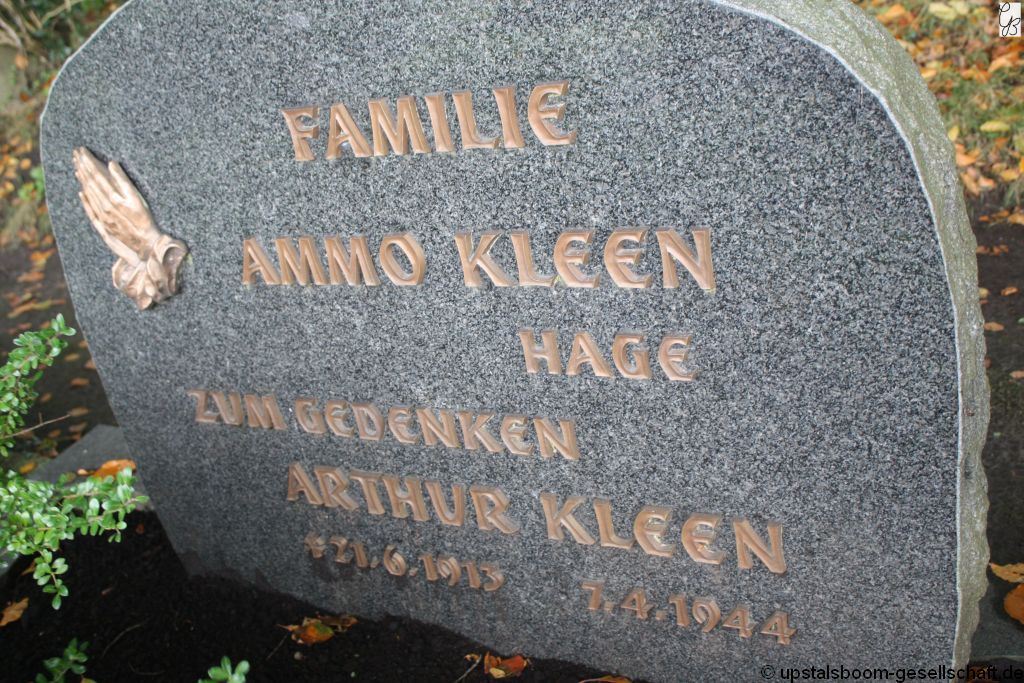 FAMILIE
AMMO KLEEN
HAGE
ZUM GEDENKEN
ARTHUR KLEEN
* 21.6.1913 7.4.1944
© upstalsboom-gesellschaft.de